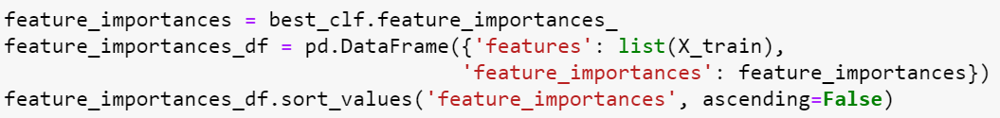 feature_importances = best_clf.feature_importances_
feature_importances_df = pd.DataFrame({'features': list(X_train),
                                       'feature_importances': feature_importances})
feature_importances_df.sort_values('feature_importances', ascending=False)